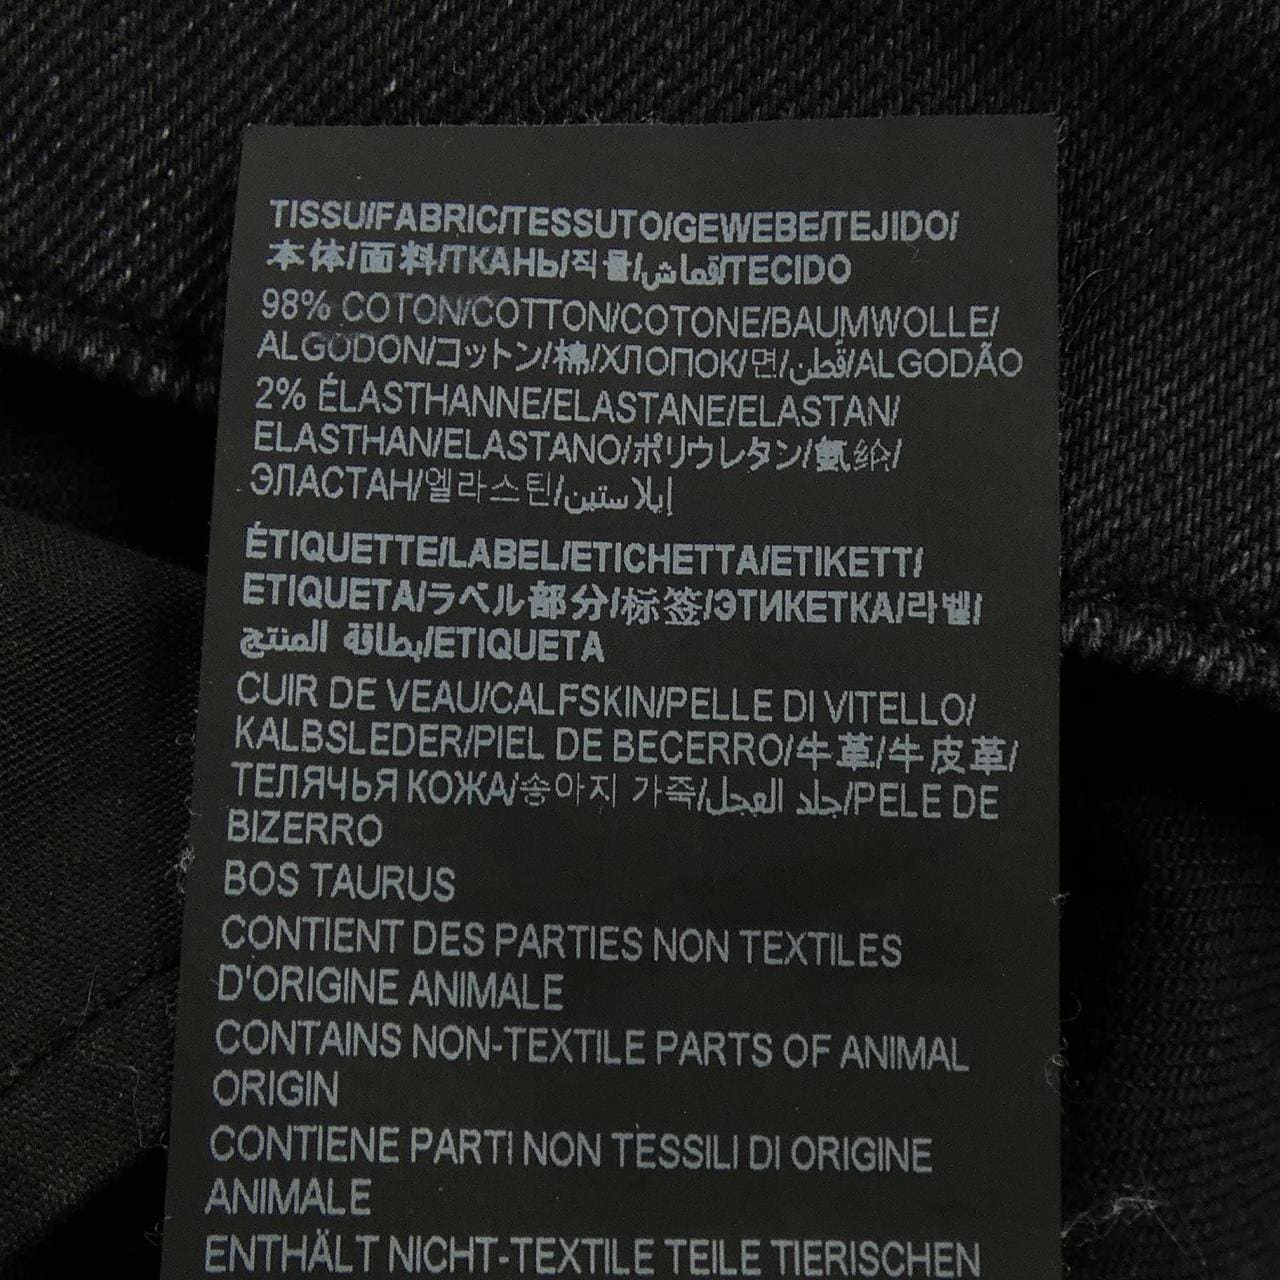 TISSU/FABRIC/TESSUTO/GEWEBE/TEJIDO/
本体/面料/ТКАНЬ/직물/قماش/TECIDO
98% COTON/COTTON/COTONE/BAUMWOLLE/
ALGODON/コットン/棉/ХЛОПОК/면/قطن/ALGODÃO
2% ÉLASTHANNE/ELASTANE/ELASTAN/
ELASTHAN/ELASTANO/ポリウレタン/氨纶/
ЭЛАСТАН/엘라스틴/إيلاستين
ÉTIQUETTE/LABEL/ETICHETTA/ETIKETT/
ETIQUETA/ラベル部分/标签/ЭТИКЕТКА/라벨/
بطاقة المنتج/ETIQUETA
CUIR DE VEAU/CALFSKIN/PELLE DI VITELLO/
KALBSLEDER/PIEL DE BECERRO/牛革/牛皮革/
ТЕЛЯЧЬЯ КОЖА/송아지 가죽/جلد العجل/PELE DE
BIZERRO
BOS TAURUS
CONTIENT DES PARTIES NON TEXTILES
D'ORIGINE ANIMALE
CONTAINS NON-TEXTILE PARTS OF ANIMAL
ORIGIN
CONTIENE PARTI NON TESSILI DI ORIGINE
ANIMALE
ENTHÄLT NICHT-TEXTILE TEILE TIERISCHEN